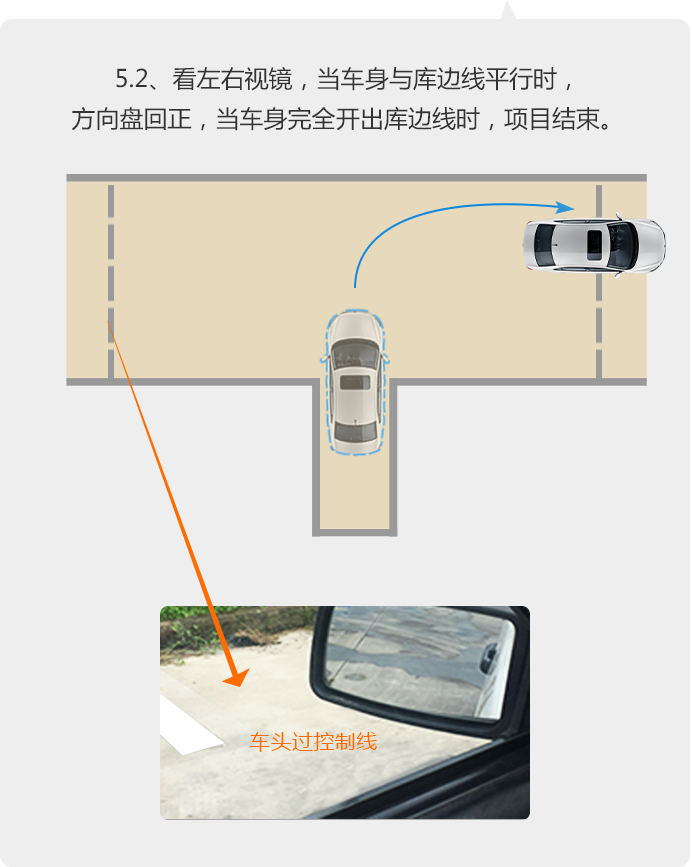 5.2、看左右视镜，当车身与库边线平行时，
方向盘回正，当车身完全开出库边线时，项目结束。
车头过控制线